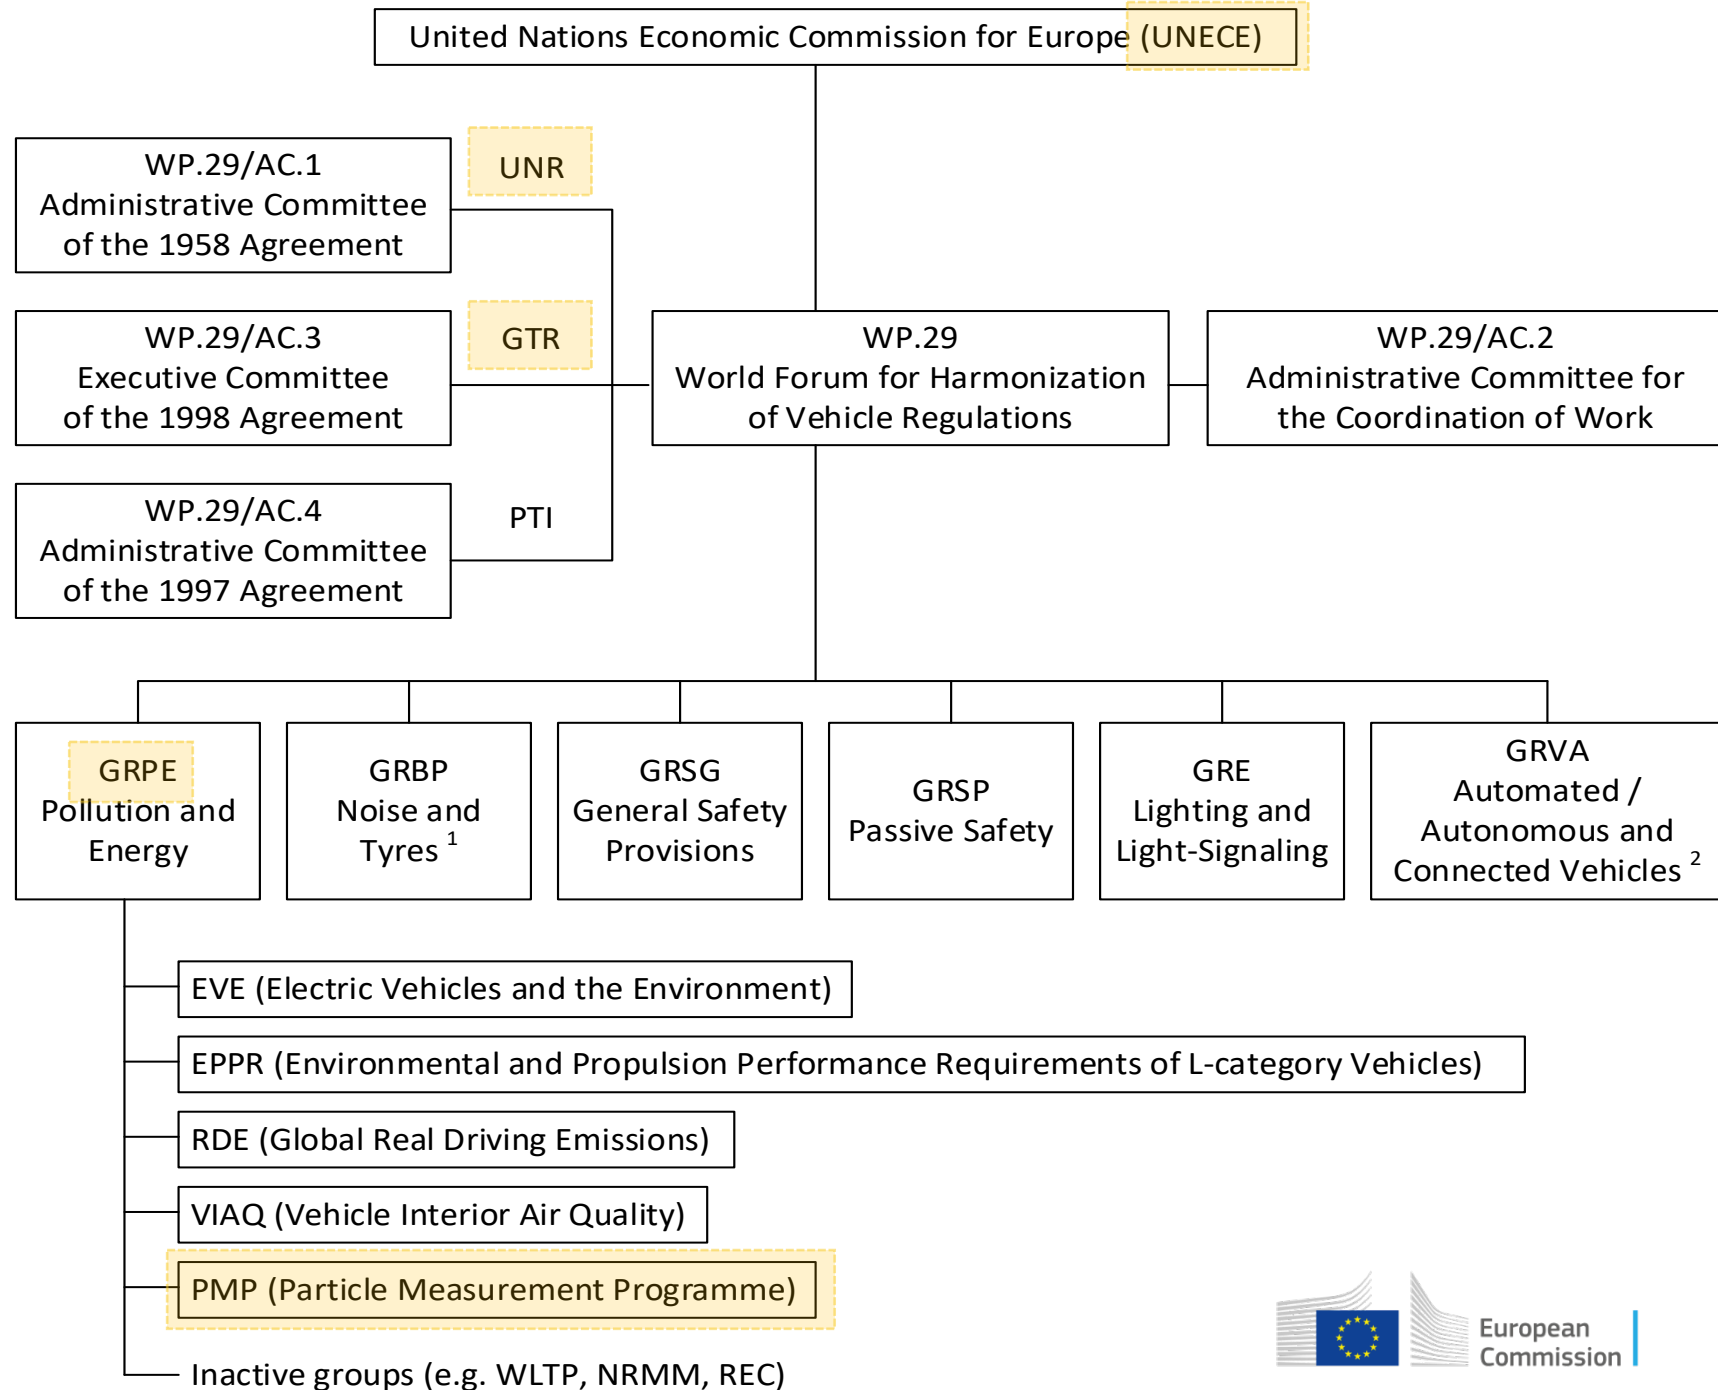 United Nations Economic Commission for Europe (UNECE)
WP.29/AC.1
Administrative Committee
of the 1958 Agreement
UNR
WP.29/AC.3
Executive Committee
of the 1998 Agreement
GTR
WP.29
World Forum for Harmonization
of Vehicle Regulations
WP.29/AC.2
Administrative Committee for
the Coordination of Work
WP.29/AC.4
Administrative Committee
of the 1997 Agreement
PTI
GRPE
Pollution and
Energy
GRBP
Noise and
Tyres 1
GRSG
General Safety
Provisions
GRSP
Passive Safety
GRE
Lighting and
Light-Signaling
GRVA
Automated /
Autonomous and
Connected Vehicles 2
EVE (Electric Vehicles and the Environment)
EPPR (Environmental and Propulsion Performance Requirements of L-category Vehicles)
RDE (Global Real Driving Emissions)
VIAQ (Vehicle Interior Air Quality)
PMP (Particle Measurement Programme)
Inactive groups (e.g. WLTP, NRMM, REC)
European
Commission